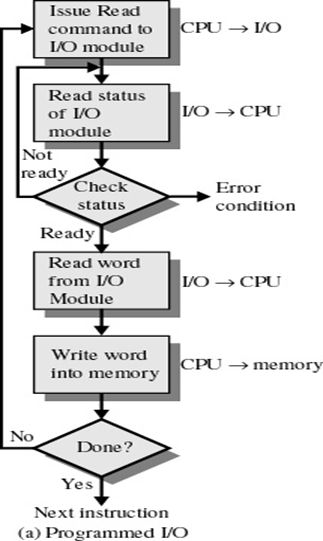 Issue Read
command to
I/O module
CPU → I/O
Read status
of I/O
module
I/O → CPU
Not
ready
Check
status
Error
condition
Ready
Read word
from I/O
Module
I/O → CPU
Write word
into memory
CPU → memory
No
Done?
Yes
Next instruction
(a) Programmed I/O